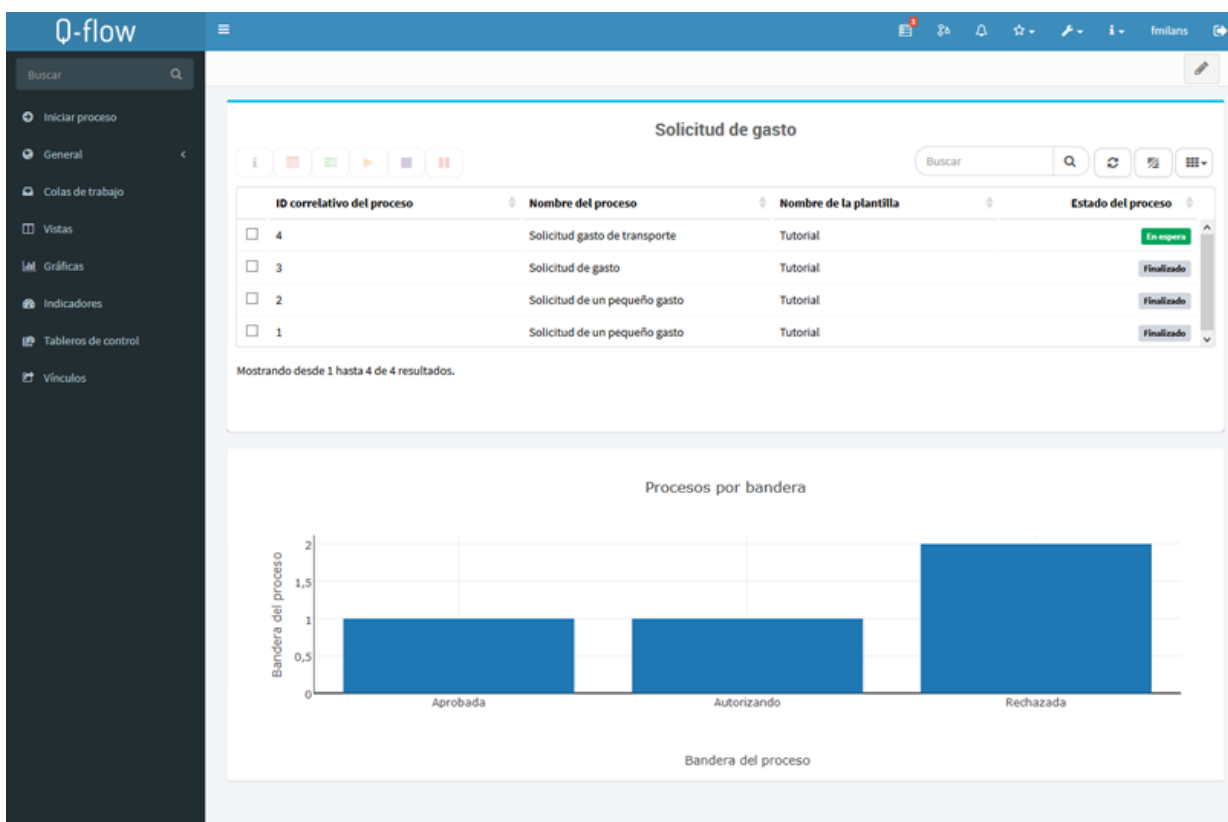 Q-flow
3
fmilans
Buscar
Iniciar proceso
General
Colas de trabajo
Vistas
Gráficas
Indicadores
Tableros de control
Vínculos
Solicitud de gasto
Buscar
ID correlativo del proceso Nombre del proceso Nombre de la plantilla Estado del proceso
4 Solicitud gasto de transporte Tutorial En espera
3 Solicitud de gasto Tutorial Finalizado
2 Solicitud de un pequeño gasto Tutorial Finalizado
1 Solicitud de un pequeño gasto Tutorial Finalizado
Mostrando desde 1 hasta 4 de 4 resultados.
Procesos por bandera
Bandera del proceso
2
1,5
1
0,5
0
Aprobada Autorizando Rechazada
Bandera del proceso